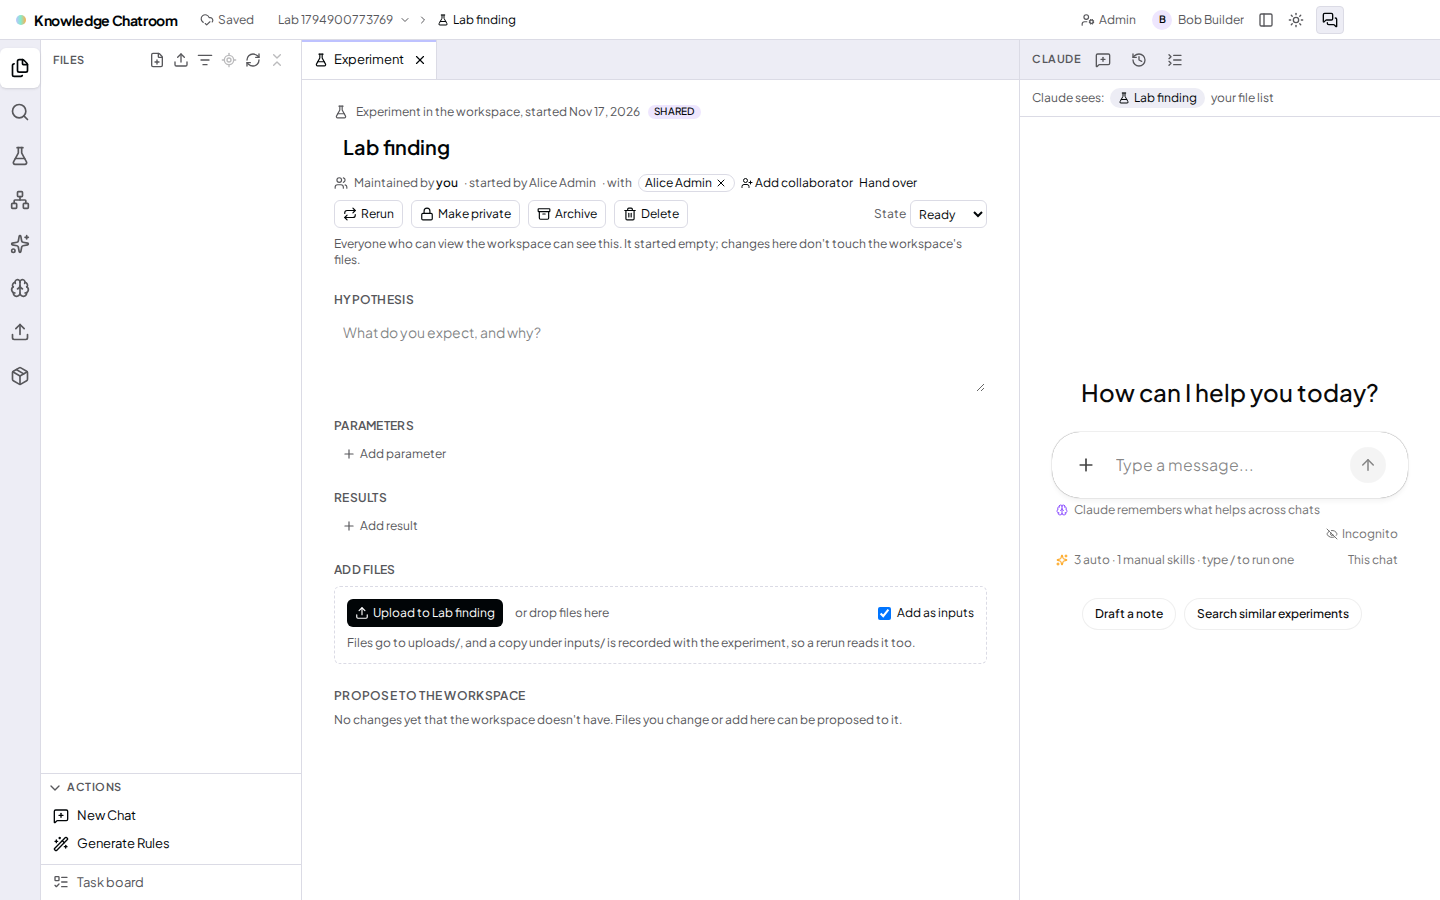 Knowledge Chatroom
Saved
Lab 1794900773769
Lab finding
Admin
B
Bob Builder
FILES
Experiment
CLAUDE
Claude sees: Lab finding your file list
Experiment in the workspace, started Nov 17, 2026 SHARED
Lab finding
Maintained by you · started by Alice Admin · with Alice Admin Add collaborator Hand over
Rerun Make private Archive Delete State Ready
Everyone who can view the workspace can see this. It started empty; changes here don't touch the workspace's
files.
HYPOTHESIS
What do you expect, and why?
PARAMETERS
Add parameter
RESULTS
Add result
ADD FILES
Upload to Lab finding or drop files here Add as inputs
Files go to uploads/, and a copy under inputs/ is recorded with the experiment, so a rerun reads it too.
PROPOSE TO THE WORKSPACE
No changes yet that the workspace doesn't have. Files you change or add here can be proposed to it.
How can I help you today?
Type a message...
Claude remembers what helps across chats
Incognito
3 auto · 1 manual skills · type / to run one
This chat
Draft a note
Search similar experiments
ACTIONS
New Chat
Generate Rules
Task board